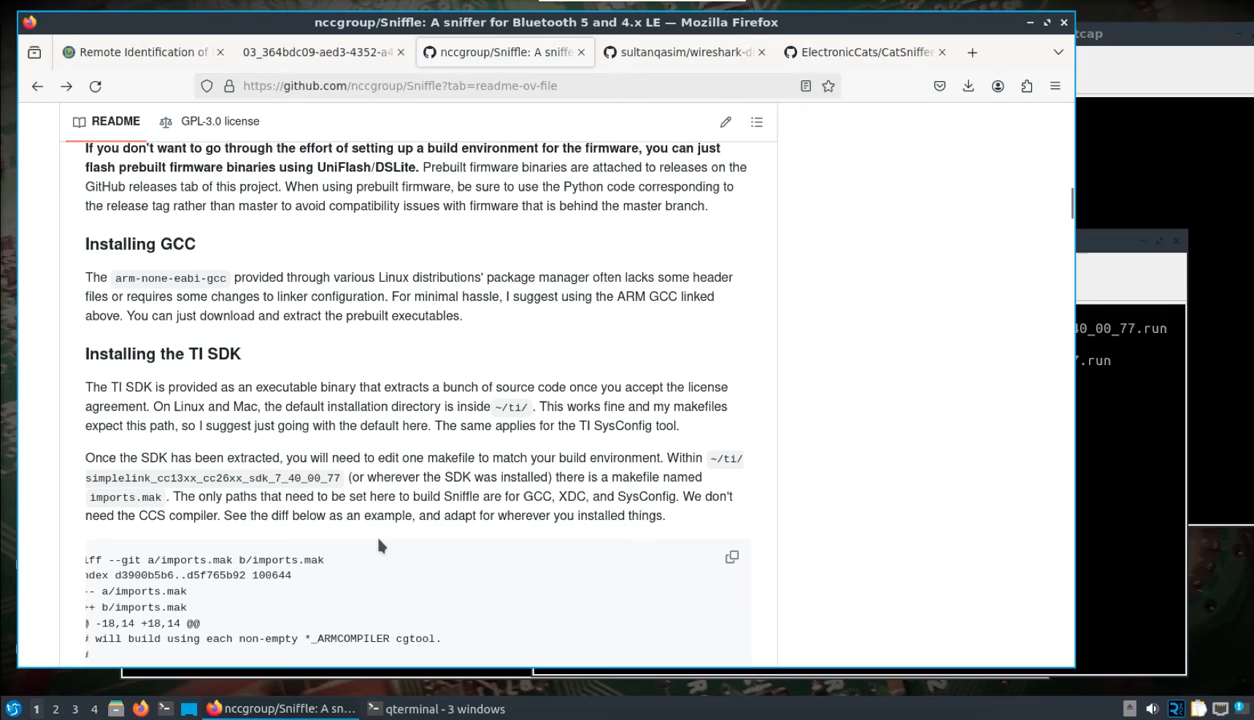 nccgroup/Sniffle: A sniffer for Bluetooth 5 and 4.x LE — Mozilla Firefox
tcap
Remote Identification of
03_364bdc09-aed3-4352-a4
nccgroup/Sniffle: A sniffe
sultanqasim/wireshark-d
ElectronicCats/CatSniffer
https://github.com/nccgroup/Sniffle?tab=readme-ov-file
README
GPL-3.0 license
If you don't want to go through the effort of setting up a build environment for the firmware, you can just
flash prebuilt firmware binaries using UniFlash/DSLite. Prebuilt firmware binaries are attached to releases on the
GitHub releases tab of this project. When using prebuilt firmware, be sure to use the Python code corresponding to
the release tag rather than master to avoid compatibility issues with firmware that is behind the master branch.
Installing GCC
The arm-none-eabi-gcc provided through various Linux distributions' package manager often lacks some header
files or requires some changes to linker configuration. For minimal hassle, I suggest using the ARM GCC linked
above. You can just download and extract the prebuilt executables.
40_00_77.run
Installing the TI SDK
7.run
The TI SDK is provided as an executable binary that extracts a bunch of source code once you accept the license
agreement. On Linux and Mac, the default installation directory is inside ~/ti/ . This works fine and my makefiles
expect this path, so I suggest just going with the default here. The same applies for the TI SysConfig tool.
Once the SDK has been extracted, you will need to edit one makefile to match your build environment. Within ~/ti/
simplelink_cc13xx_cc26xx_sdk_7_40_00_77 (or wherever the SDK was installed) there is a makefile named
imports.mak . The only paths that need to be set here to build Sniffle are for GCC, XDC, and SysConfig. We don't
need the CCS compiler. See the diff below as an example, and adapt for wherever you installed things.
iff --git a/imports.mak b/imports.mak
ndex d3900b5b6..d5f765b92 100644
-- a/imports.mak
++ b/imports.mak
@ -18,14 +18,14 @@
# will build using each non-empty *_ARMCOMPILER cgtool.
#
1
2
3
4
nccgroup/Sniffle: A sn...
qterminal - 3 windows